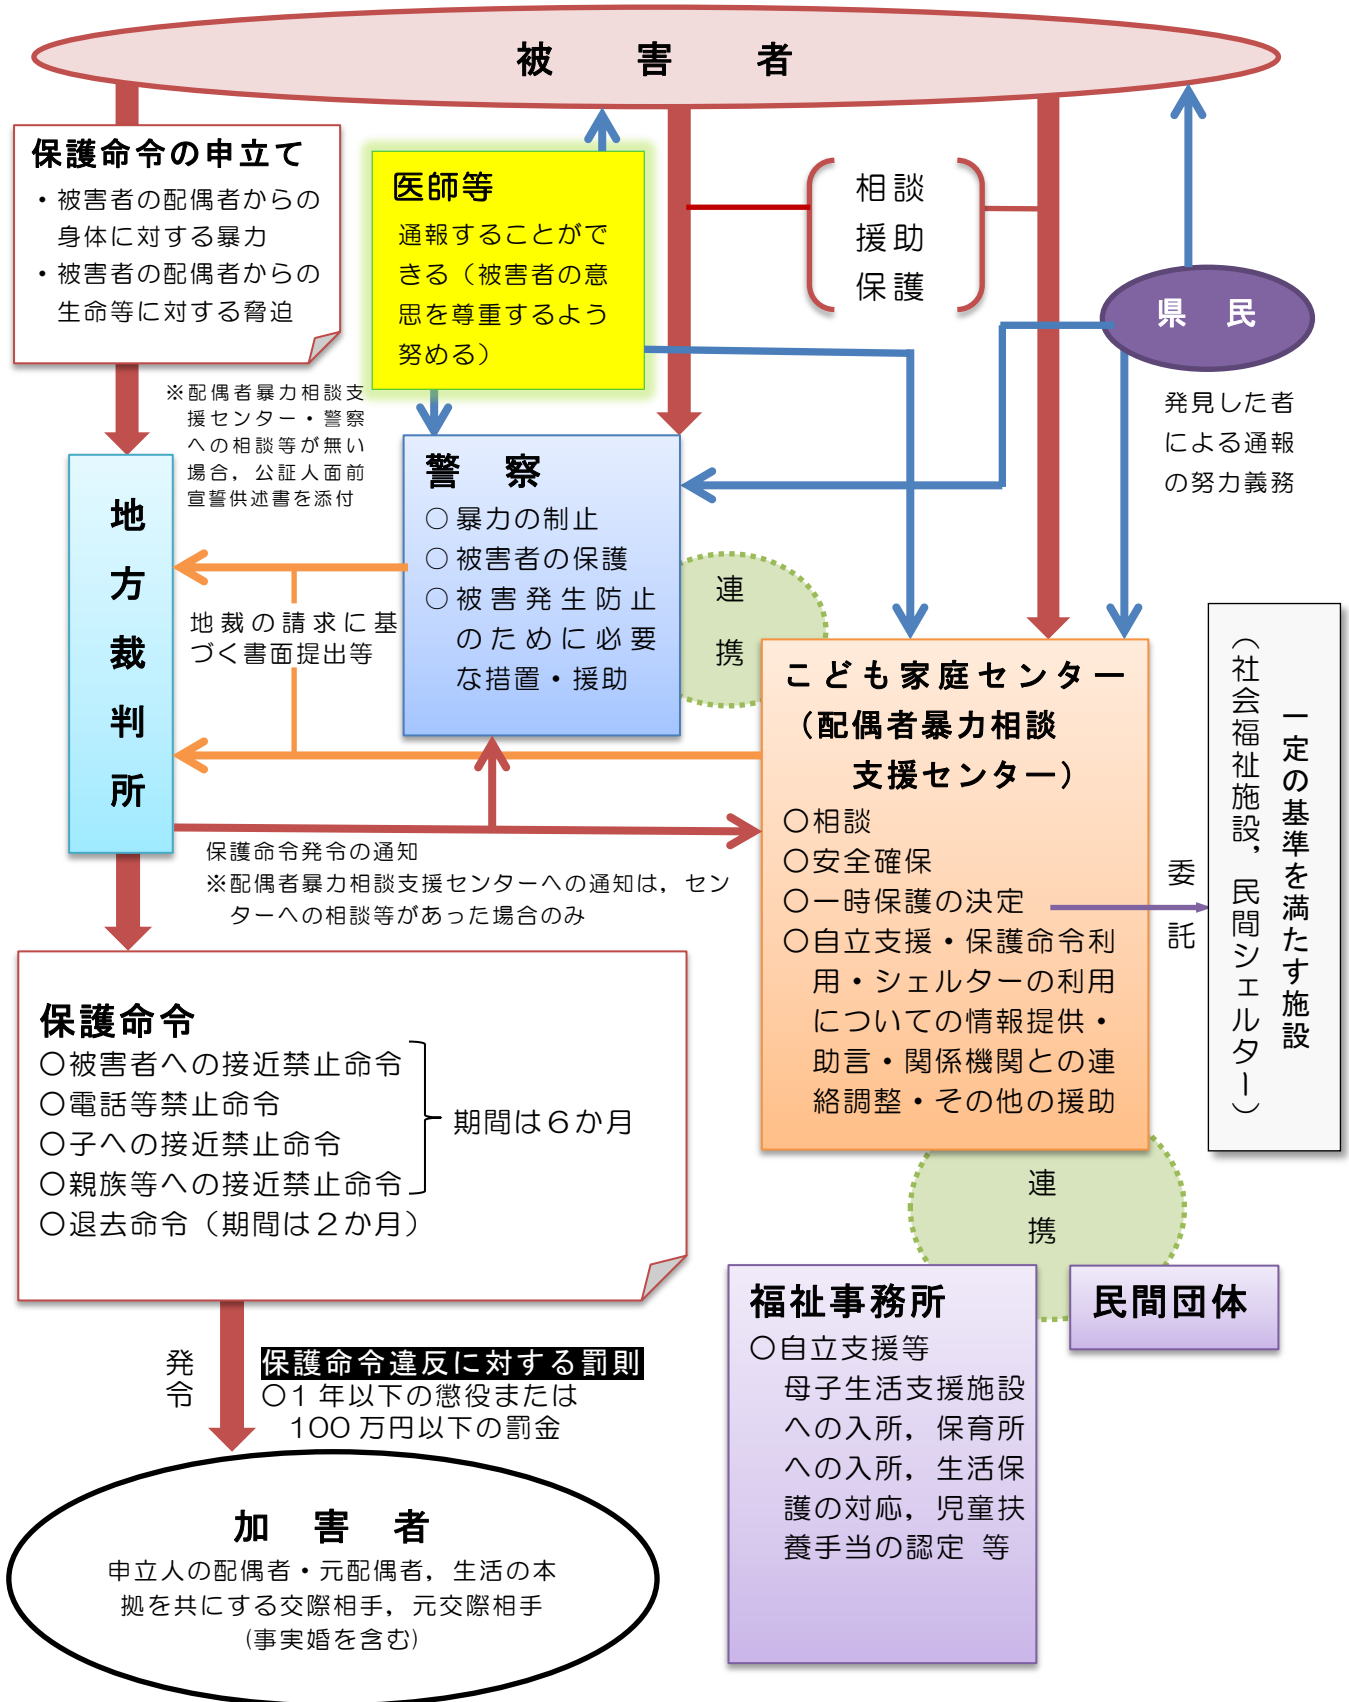 被　害　者
保護命令の申立て
・被害者の配偶者からの
身体に対する暴力
・被害者の配偶者からの
生命等に対する脅迫
医師等
通報することがで
きる（被害者の意
思を尊重するよう
努める）
相談
援助
保護
県　民
発見した者
による通報
の努力義務
※配偶者暴力相談支
援センター・警察
への相談等が無い
場合，公証人面前
宣誓供述書を添付
地方裁判所
警　察
○暴力の制止
○被害者の保護
○被害発生防止
のために必要
な措置・援助
連携
地裁の請求に基
づく書面提出等
こども家庭センター
（配偶者暴力相談
支援センター）
○相談
○安全確保
○一時保護の決定
○自立支援・保護命令利
用・シェルターの利用
についての情報提供・
助言・関係機関との連
絡調整・その他の援助
委託
一定の基準を満たす施設
（社会福祉施設，民間シェルター）
保護命令発令の通知
※配偶者暴力相談支援センターへの通知は，セン
ターへの相談等があった場合のみ
保護命令
○被害者への接近禁止命令
○電話等禁止命令
○子への接近禁止命令
○親族等への接近禁止命令
○退去命令（期間は２か月）
期間は６か月
連携
福祉事務所
○自立支援等
母子生活支援施設
への入所，保育所
への入所，生活保
護の対応，児童扶
養手当の認定 等
民間団体
発令
保護命令違反に対する罰則
○１年以下の懲役または
100万円以下の罰金
加　害　者
申立人の配偶者・元配偶者，生活の本
拠を共にする交際相手，元交際相手
(事実婚を含む)